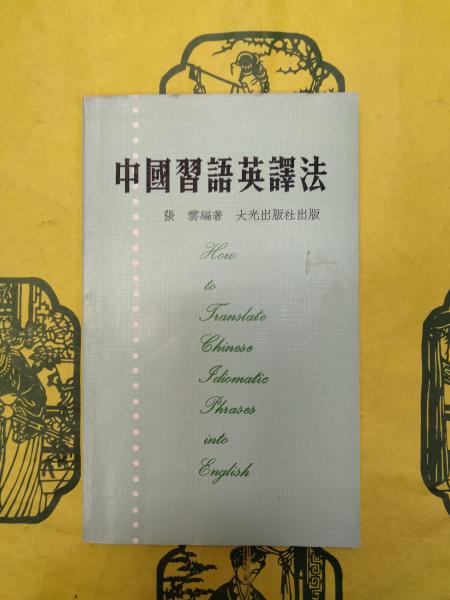 中國習語英譯法
張 雲編著 大光出版社出版
How
to
Translate
Chinese
Idiomatic
Phrases
into
English